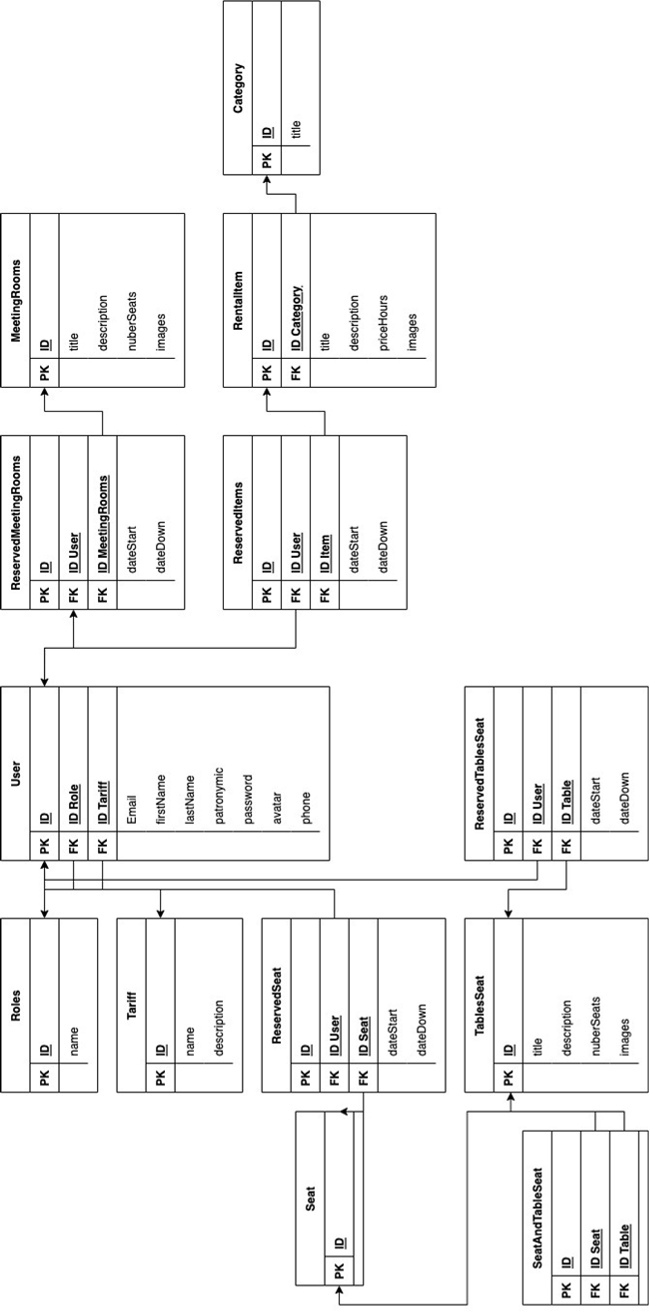 Roles
PK ID
name
User
PK ID
FK ID Role
FK ID Tariff
Email
firstName
lastName
patronymic
password
avatar
phone
ReservedMeetingRooms
PK ID
FK ID User
FK ID MeetingRooms
dateStart
dateDown
MeetingRooms
PK ID
title
description
nuberSeats
images
Tariff
PK ID
name
description
ReservedItems
PK ID
FK ID User
FK ID Item
dateStart
dateDown
RentalItem
PK ID
FK ID Category
title
description
priceHours
images
Category
PK ID
title
Seat
PK ID
ReservedSeat
PK ID
FK ID User
FK ID Seat
dateStart
dateDown
SeatAndTableSeat
PK ID
FK ID Seat
FK ID Table
TablesSeat
PK ID
title
description
nuberSeats
images
ReservedTablesSeat
PK ID
FK ID User
FK ID Table
dateStart
dateDown